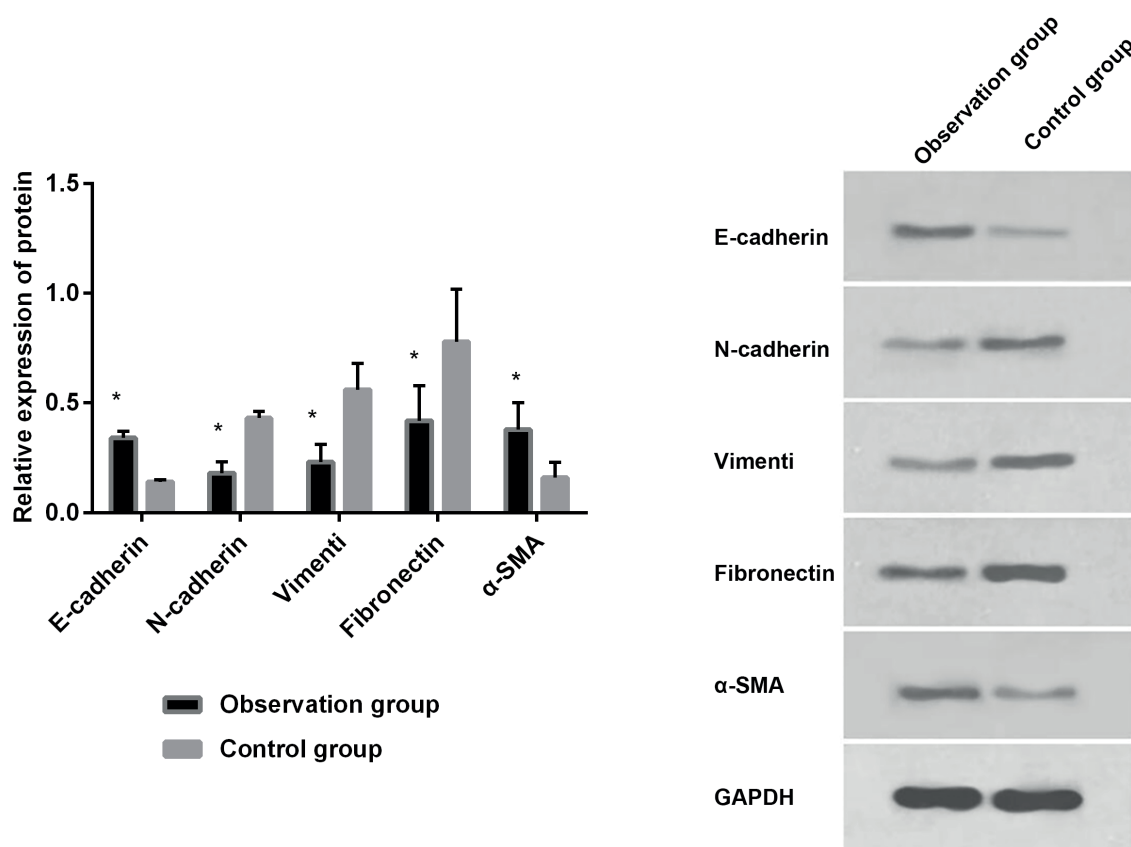 Relative expression of protein
1.5
1.0
0.5
0.0
*
*
*
*
*
E-cadherin
N-cadherin
Vimenti
Fibronectin
α-SMA
Observation group
Control group
Observation group
Control group
E-cadherin
N-cadherin
Vimenti
Fibronectin
α-SMA
GAPDH